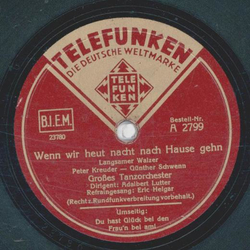 TELEFUNKEN
DIE DEUTSCHE WELTMARKE
TELE
FUN
KEN
B.I.E.M.
23780
Bestell-Nr.
A 2799
Wenn wir heut nacht nach Hause gehn
Langsamer Walzer
Peter Kreuder — Günther Schwenn
Großes Tanzorchester
Dirigent: Adalbert Lutter
Refraingesang: Eric Helgar
(Recht z. Rundfunkverbreitung vorbehalt.)
Umseitig:
Du hast Glück bei den
Frau'n bel ami